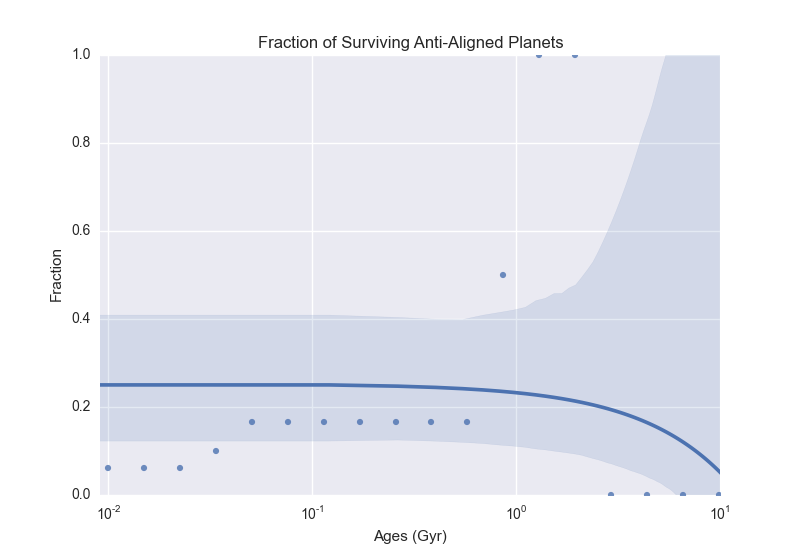 Fraction of Surviving Anti-Aligned Planets
1.0
0.8
0.6
0.4
0.2
0.0
Fraction
10^-2 10^-1 10^0 10^1
Ages (Gyr)